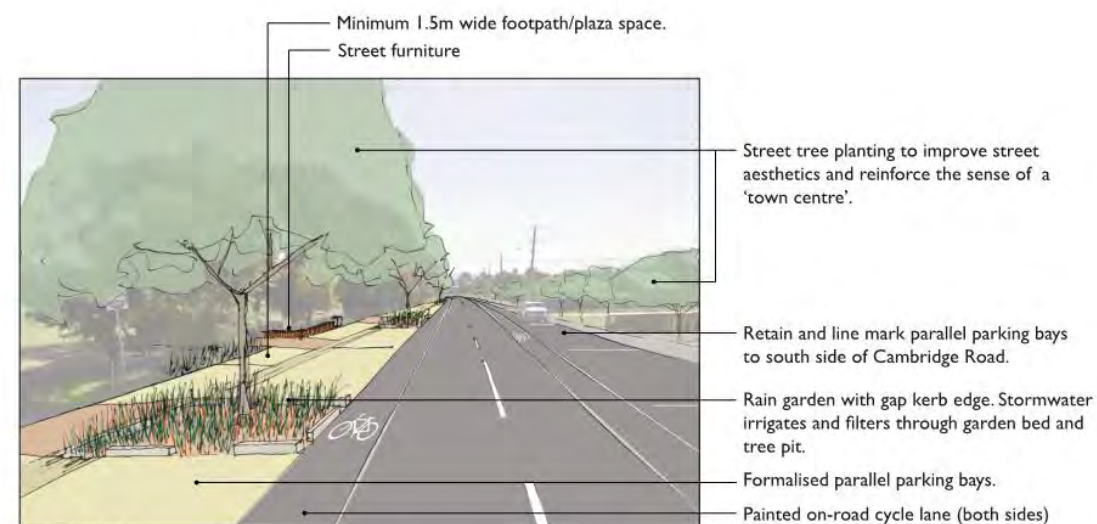 Minimum 1.5m wide footpath/plaza space.
Street furniture
Street tree planting to improve street
aesthetics and reinforce the sense of a
‘town centre’.
Retain and line mark parallel parking bays
to south side of Cambridge Road.
Rain garden with gap kerb edge. Stormwater
irrigates and filters through garden bed and
tree pit.
Formalised parallel parking bays.
Painted on-road cycle lane (both sides)